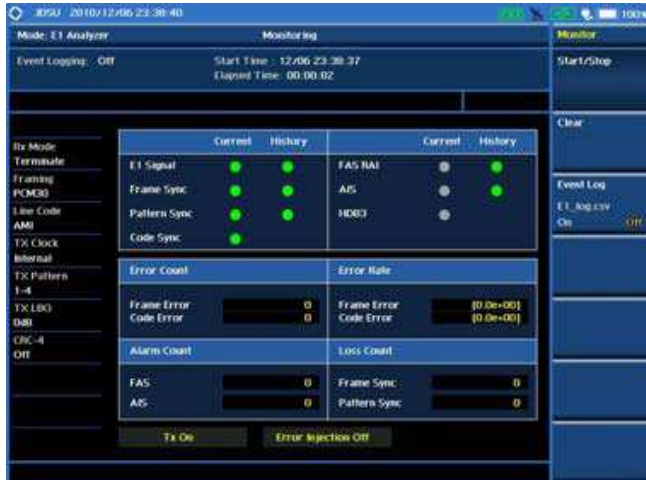 JDSU 2010/12/06 23:38:40
100%
Mode: E1 Analyzer
Monitoring
Event Logging: Off
Start Time : 12/06 23:38:37
Elapsed Time: 00:00:02
Rx Mode
Terminate
Framing
PCM30
Line Code
AMI
TX Clock
Internal
TX Pattern
1-4
TX LBO
0dB
CRC-4
Off
Current History
E1 Signal
Frame Sync
Pattern Sync
Code Sync
Current History
FAS RAI
AIS
HDB3
Error Count
Frame Error 0
Code Error 0
Error Rate
Frame Error [0.0e+00]
Code Error [0.0e+00]
Alarm Count
FAS 0
AIS 0
Loss Count
Frame Sync 0
Pattern Sync 0
Tx On
Error Injection Off
Monitor
Start/Stop
Clear
Event Log
E1_log.csv
On Off